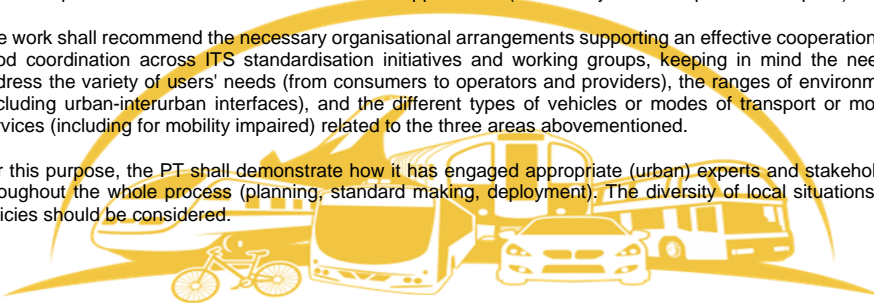 e work shall recommend the necessary organisational arrangements supporting an effective cooperation
od coordination across ITS standardisation initiatives and working groups, keeping in mind the nee
dress the variety of users' needs (from consumers to operators and providers), the ranges of environm
cluding urban-interurban interfaces), and the different types of vehicles or modes of transport or mo
rvices (including for mobility impaired) related to the three areas abovementioned.
r this purpose, the PT shall demonstrate how it has engaged appropriate (urban) experts and stakehol
roughout the whole process (planning, standard making, deployment). The diversity of local situations
licies should be considered.